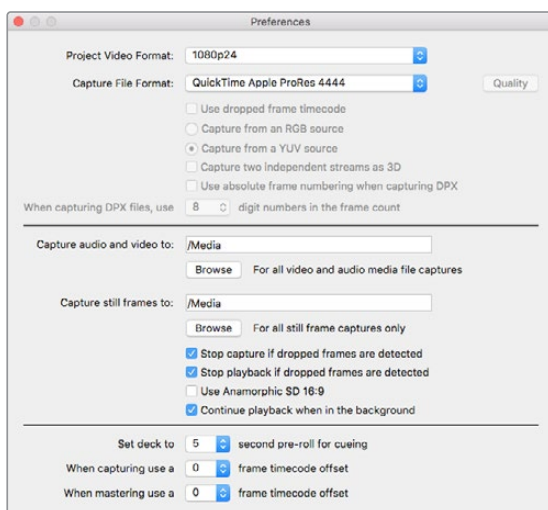 Preferences
Project Video Format: 1080p24
Capture File Format: QuickTime Apple ProRes 4444 Quality
Use dropped frame timecode
Capture from an RGB source
Capture from a YUV source
Capture two independent streams as 3D
Use absolute frame numbering when capturing DPX
When capturing DPX files, use 8 digit numbers in the frame count
Capture audio and video to: /Media
Browse For all video and audio media file captures
Capture still frames to: /Media
Browse For all still frame captures only
Stop capture if dropped frames are detected
Stop playback if dropped frames are detected
Use Anamorphic SD 16:9
Continue playback when in the background
Set deck to 5 second pre-roll for cueing
When capturing use a 0 frame timecode offset
When mastering use a 0 frame timecode offset